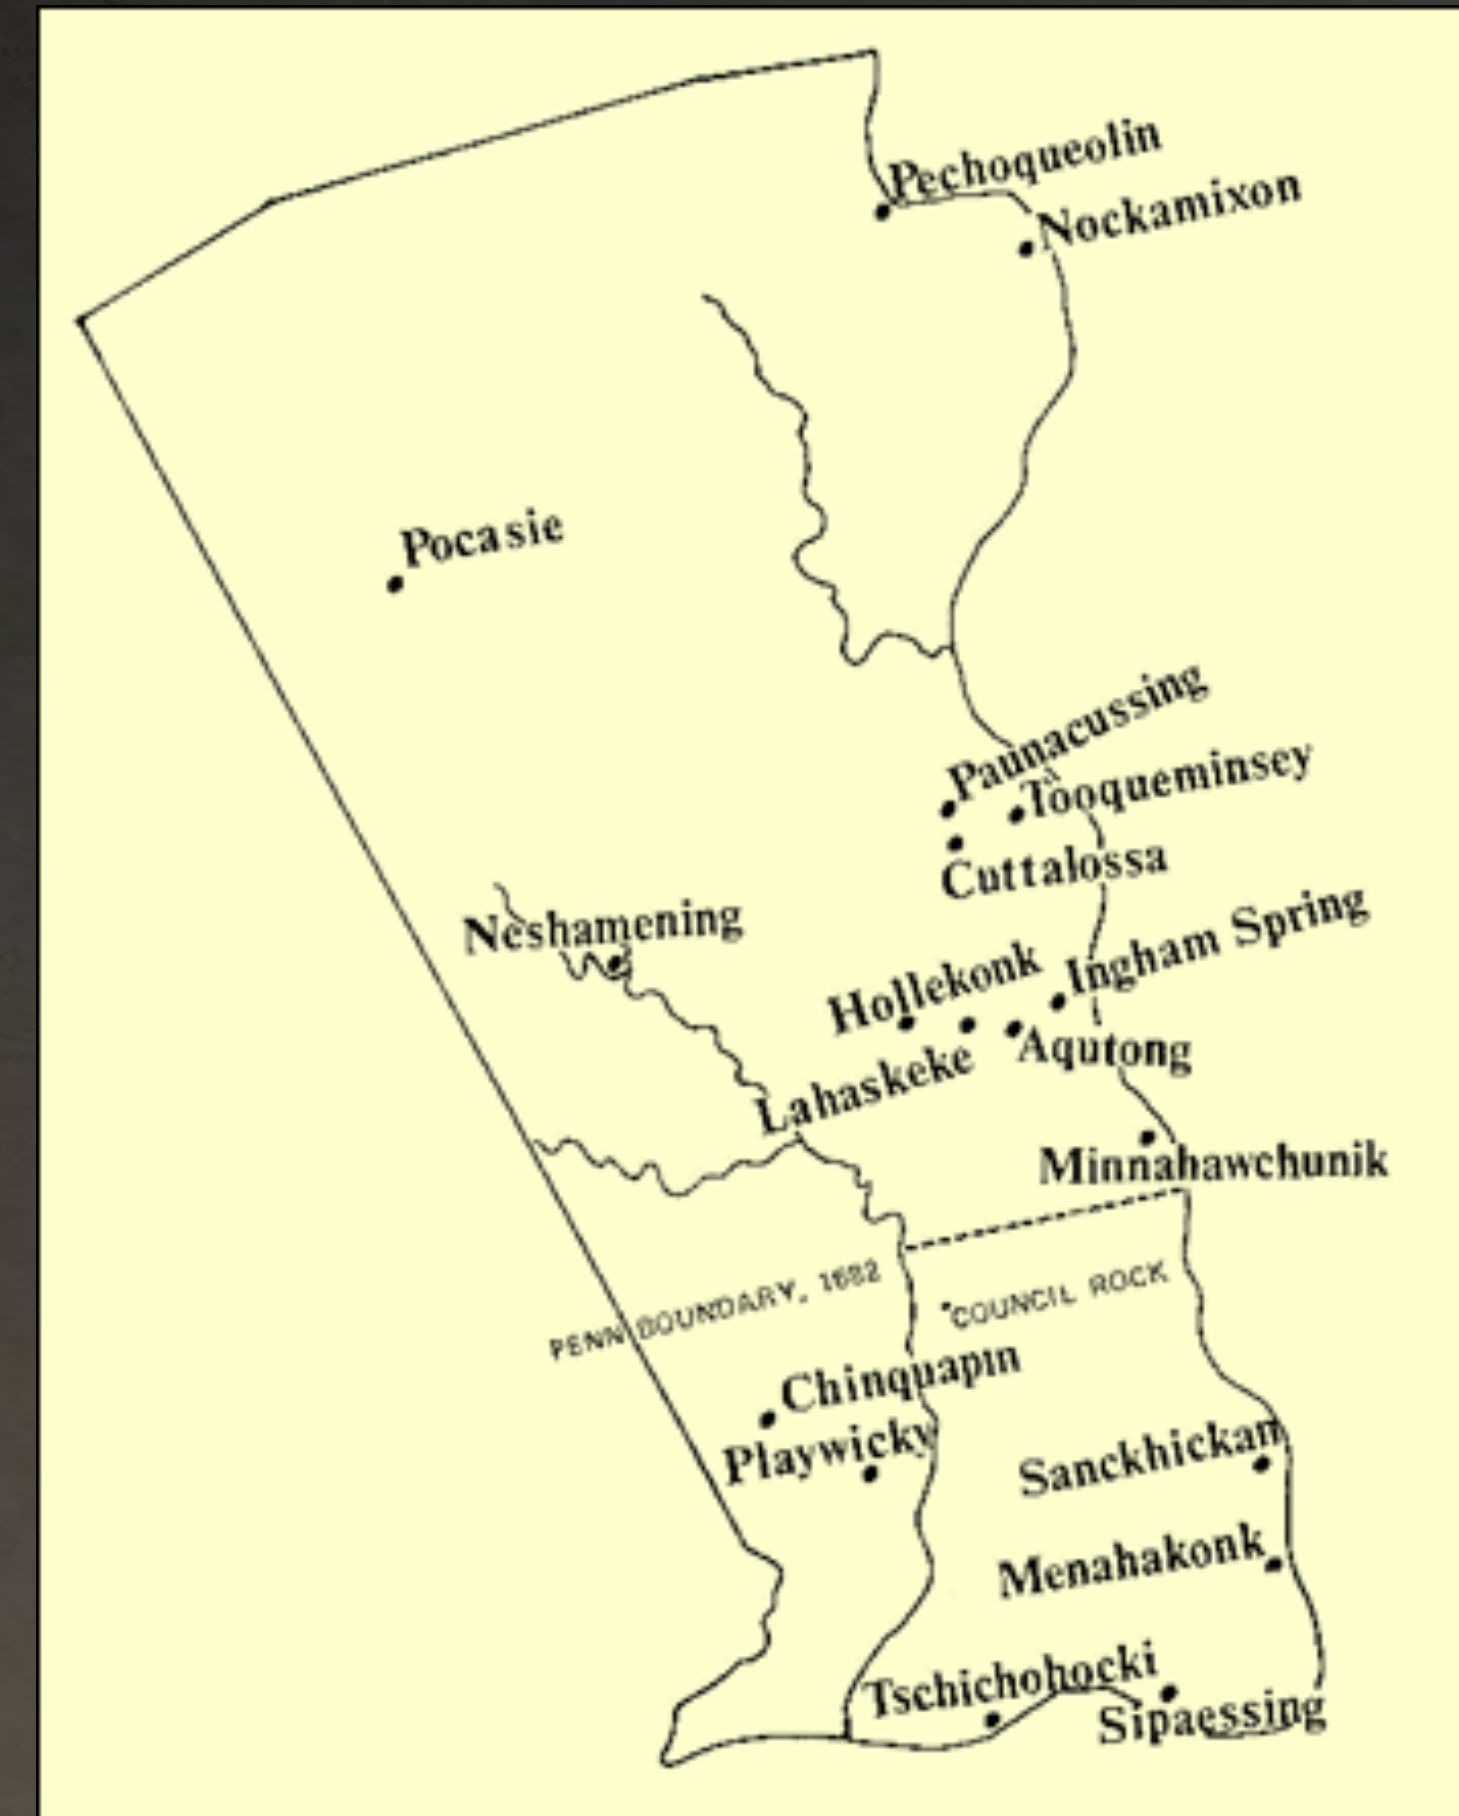 Pechoqueolin
Nockamixon
Pocasie
Paunacussing
Tooqueminsey
Cuttalossa
Neshamening
Ingham Spring
Hollekonk
Aqutong
Lahaskeke
Minnahawchunik
PENN BOUNDARY, 1682
COUNCIL ROCK
Chinquapin
Playwicky
Sanckhickan
Menahakonk
Tschichohocki
Sipaessing